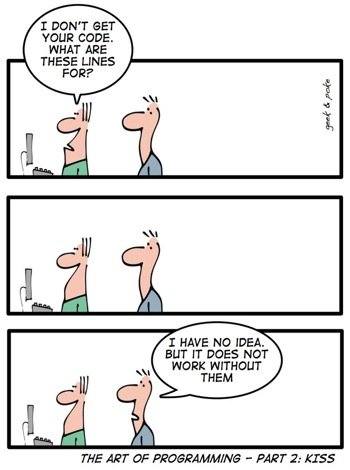 I DON'T GET
YOUR CODE.
WHAT ARE
THESE LINES
FOR?
geek & poke
I HAVE NO IDEA.
BUT IT DOES NOT
WORK WITHOUT
THEM
THE ART OF PROGRAMMING – PART 2: KISS